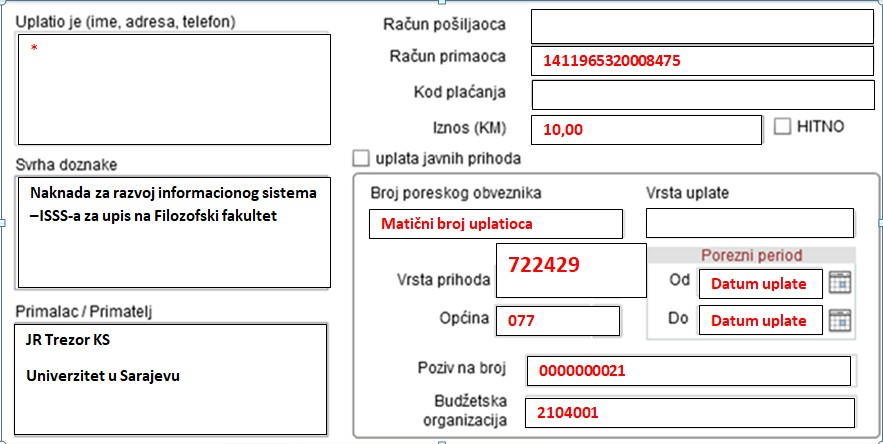 Uplatio je (ime, adresa, telefon)
*
Svrha doznake
Naknada za razvoj informacionog sistema
–ISSS-a za upis na Filozofski fakultet
Primalac / Primatelj
JR Trezor KS
Univerzitet u Sarajevu
Račun pošiljaoca
Račun primaoca
1411965320008475
Kod plaćanja
Iznos (KM)
10,00
HITNO
uplata javnih prihoda
Broj poreskog obveznika
Matični broj uplatioca
Vrsta uplate
Vrsta prihoda
722429
Porezni period
Od
Datum uplate
Općina
077
Do
Datum uplate
Poziv na broj
0000000021
Budžetska
organizacija
2104001